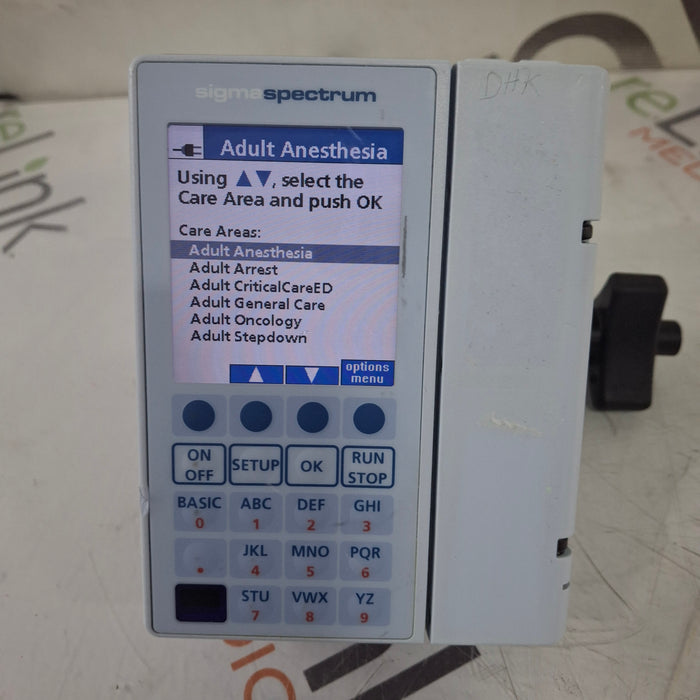 sigmaspectrum
DHK
Adult Anesthesia
Using ▲▼, select the
Care Area and push OK
Care Areas:
Adult Anesthesia
Adult Arrest
Adult CriticalCareED
Adult General Care
Adult Oncology
Adult Stepdown
options
menu
ON
OFF
SETUP
OK
RUN
STOP
BASIC
0
ABC
1
DEF
2
GHI
3
.
JKL
4
MNO
5
PQR
6
STU
7
VWX
8
YZ
9